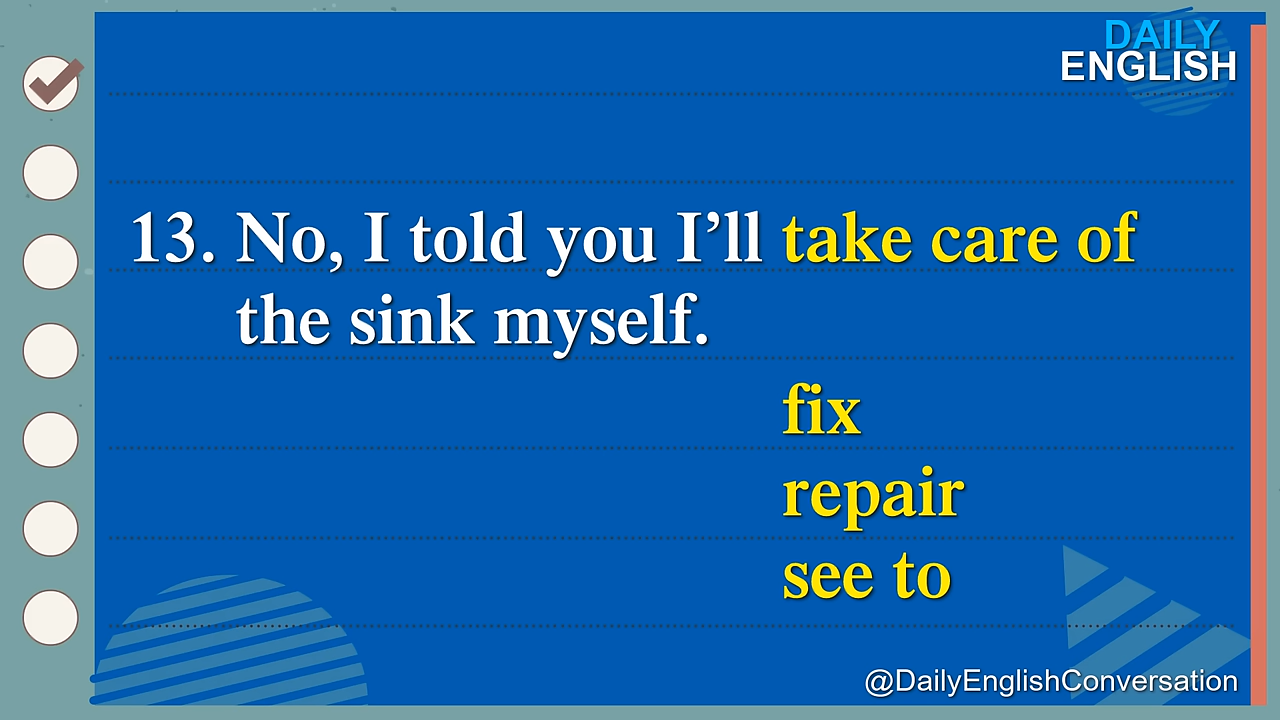 DAILY
ENGLISH
13. No, I told you I’ll take care of
the sink myself.
fix
repair
see to
@DailyEnglishConversation